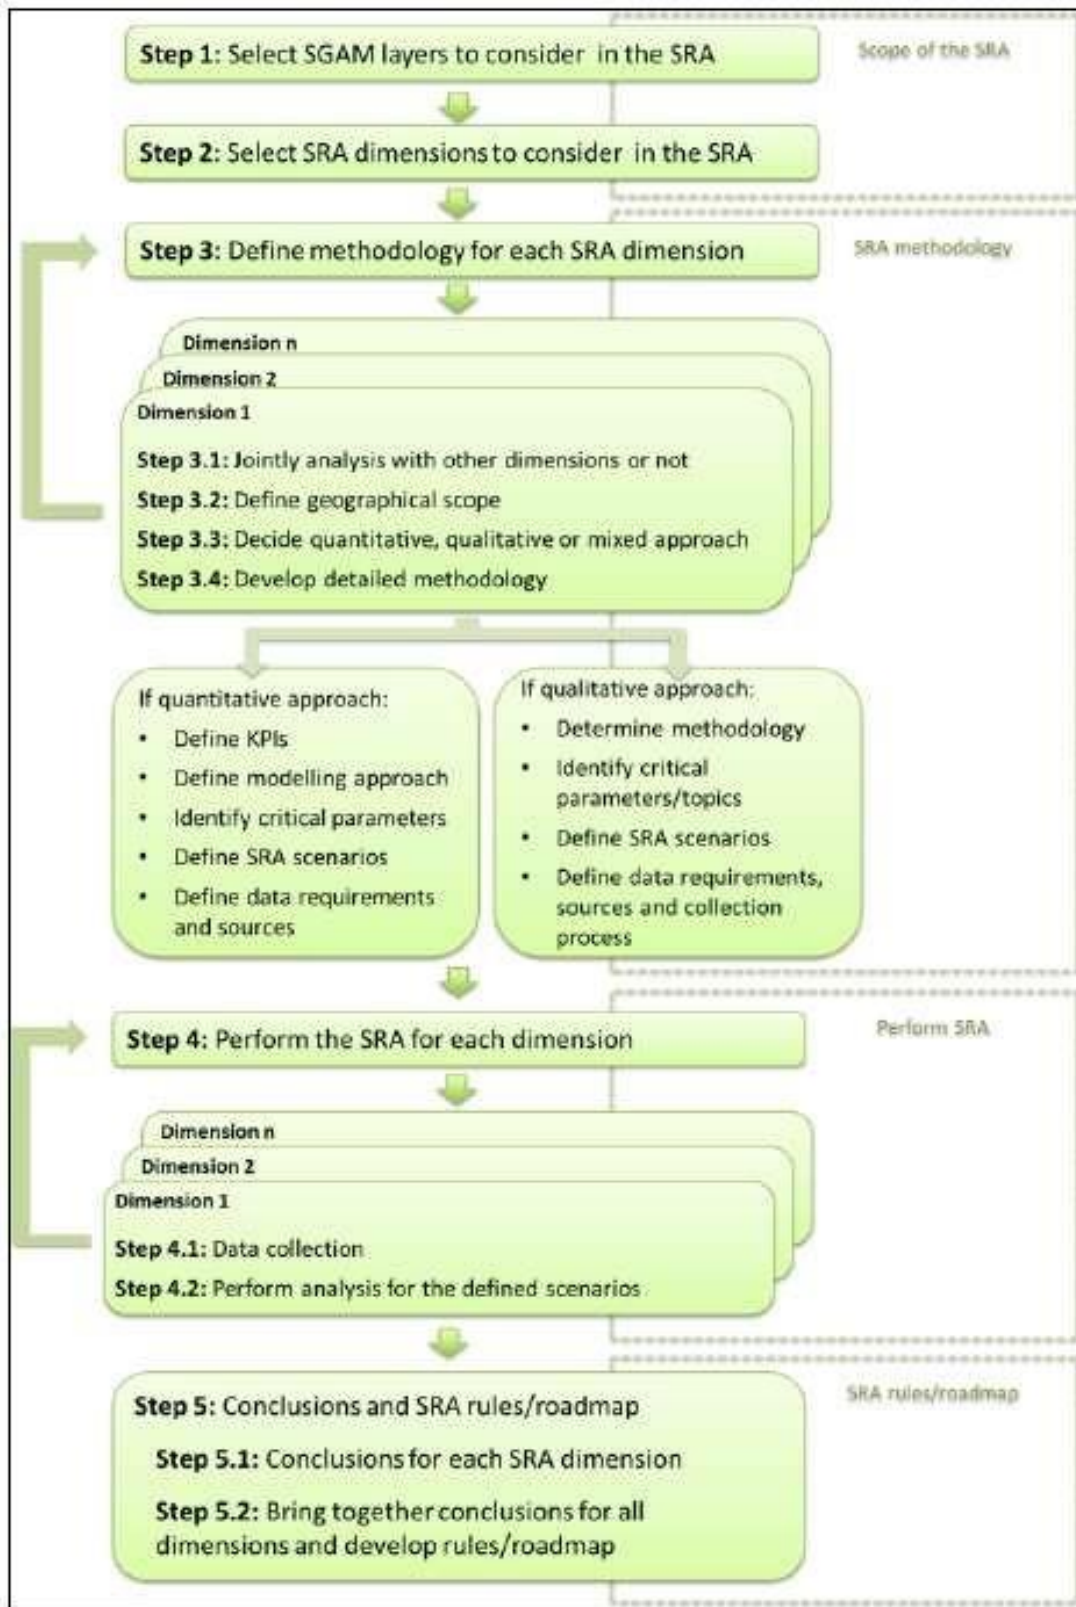 Step 1: Select SGAM layers to consider in the SRA
Scope of the SRA
Step 2: Select SRA dimensions to consider in the SRA
Step 3: Define methodology for each SRA dimension
SRA methodology
Dimension n
Dimension 2
Dimension 1
Step 3.1: Jointly analysis with other dimensions or not
Step 3.2: Define geographical scope
Step 3.3: Decide quantitative, qualitative or mixed approach
Step 3.4: Develop detailed methodology
If quantitative approach:
• Define KPIs
• Define modelling approach
• Identify critical parameters
• Define SRA scenarios
• Define data requirements
and sources
If qualitative approach:
• Determine methodology
• Identify critical
parameters/topics
• Define SRA scenarios
• Define data requirements,
sources and collection
process
Step 4: Perform the SRA for each dimension
Perform SRA
Dimension n
Dimension 2
Dimension 1
Step 4.1: Data collection
Step 4.2: Perform analysis for the defined scenarios
Step 5: Conclusions and SRA rules/roadmap
SRA rules/roadmap
Step 5.1: Conclusions for each SRA dimension
Step 5.2: Bring together conclusions for all
dimensions and develop rules/roadmap